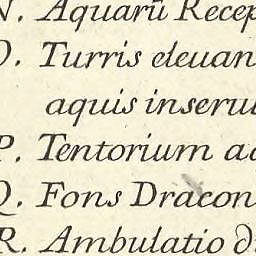 N. Aquarũ Recep
O. Turris eleuan
aquis inseru
P. Tentorium a
Q. Fons Dracon
R. Ambulatio d